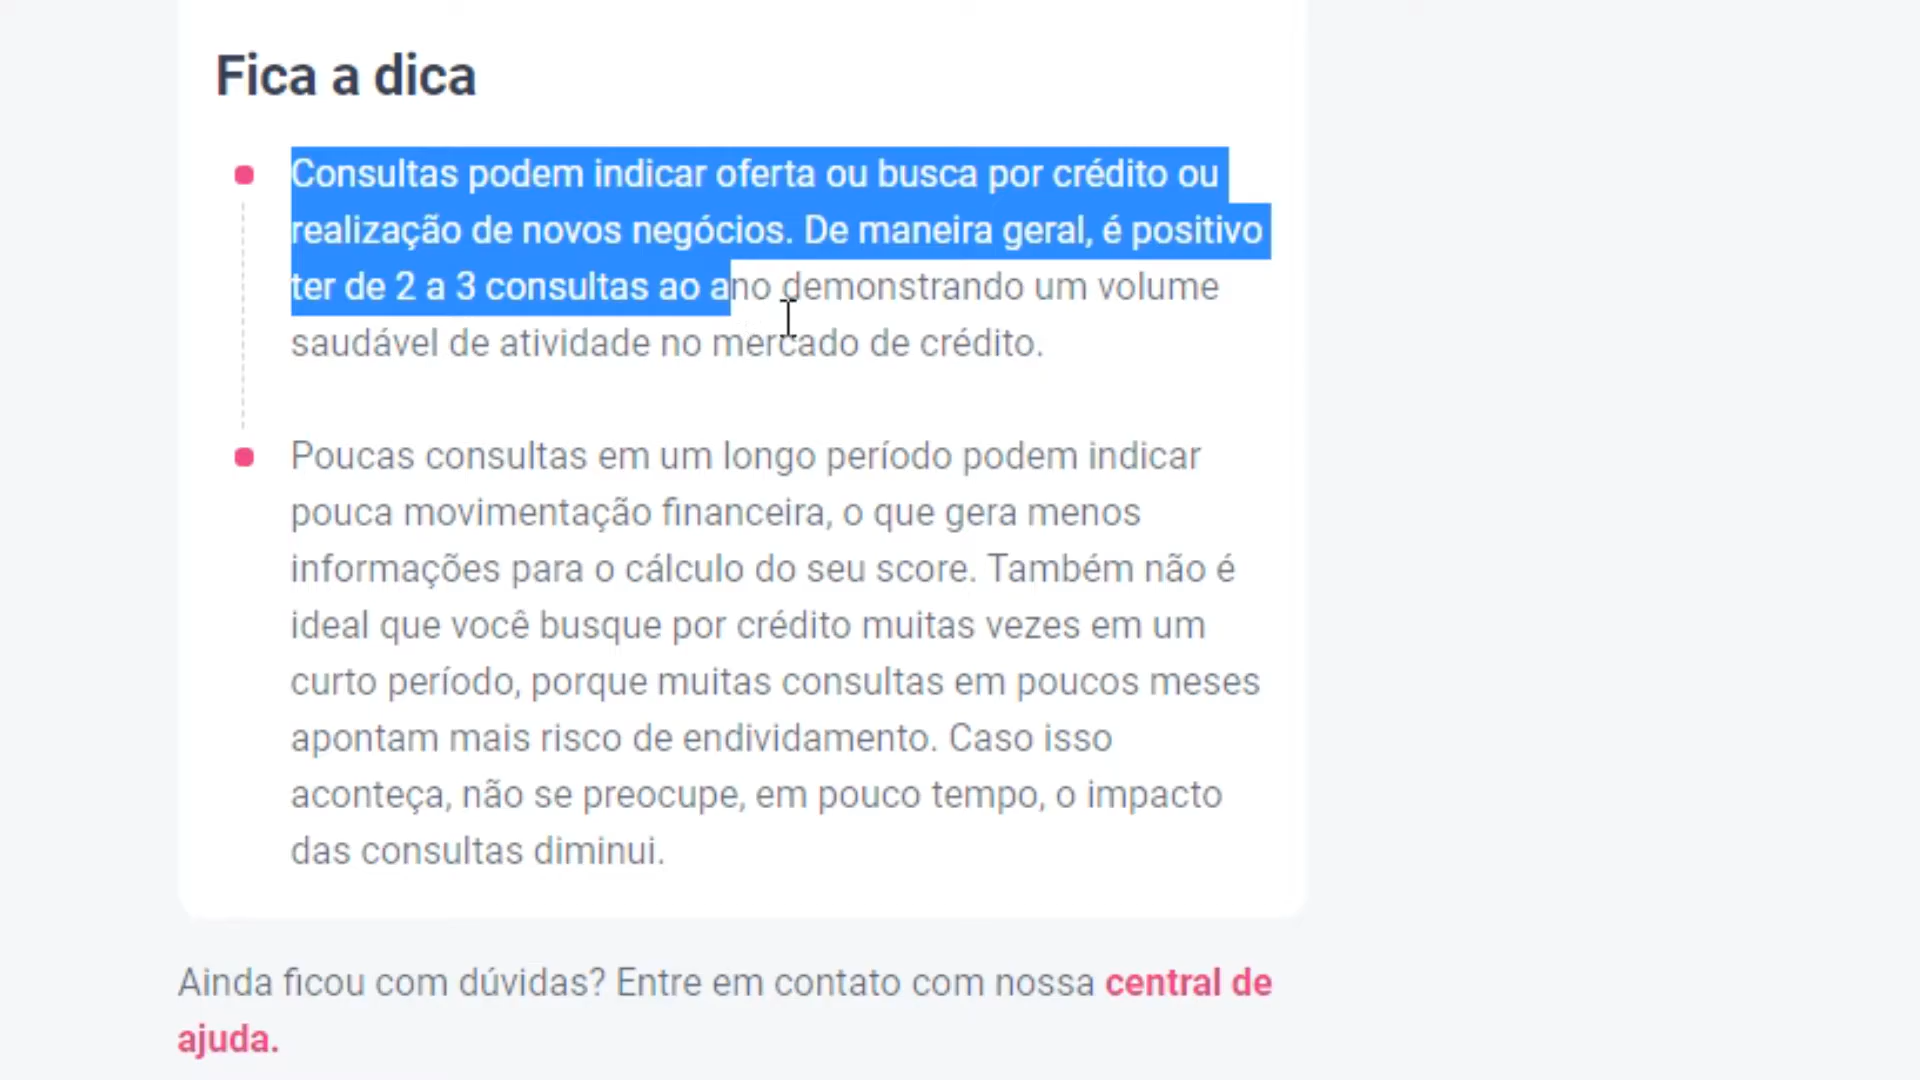 Fica a dica
Consultas podem indicar oferta ou busca por crédito ou
realização de novos negócios. De maneira geral, é positivo
ter de 2 a 3 consultas ao ano demonstrando um volume
saudável de atividade no mercado de crédito.
Poucas consultas em um longo período podem indicar
pouca movimentação financeira, o que gera menos
informações para o cálculo do seu score. Também não é
ideal que você busque por crédito muitas vezes em um
curto período, porque muitas consultas em poucos meses
apontam mais risco de endividamento. Caso isso
aconteça, não se preocupe, em pouco tempo, o impacto
das consultas diminui.
Ainda ficou com dúvidas? Entre em contato com nossa central de
ajuda.